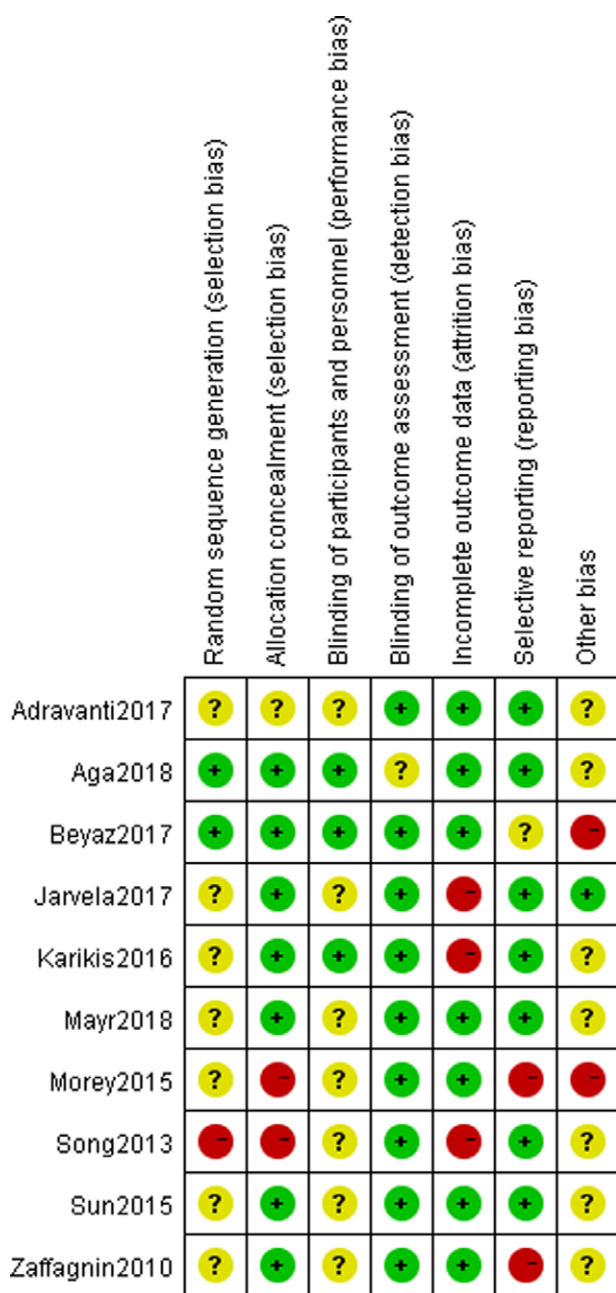 Random sequence generation (selection bias)
Allocation concealment (selection bias)
Blinding of participants and personnel (performance bias)
Blinding of outcome assessment (detection bias)
Incomplete outcome data (attrition bias)
Selective reporting (reporting bias)
Other bias
Adravanti2017 ? ? ? + + + ?
Aga2018 + + + ? + + ?
Beyaz2017 + + + + + ? -
Jarvela2017 ? + ? + - + +
Karikis2016 ? + + + - + ?
Mayr2018 ? + ? + + + ?
Morey2015 ? - ? + + - -
Song2013 - - ? + - + ?
Sun2015 ? + ? + + + ?
Zaffagnin2010 ? + ? + + - ?